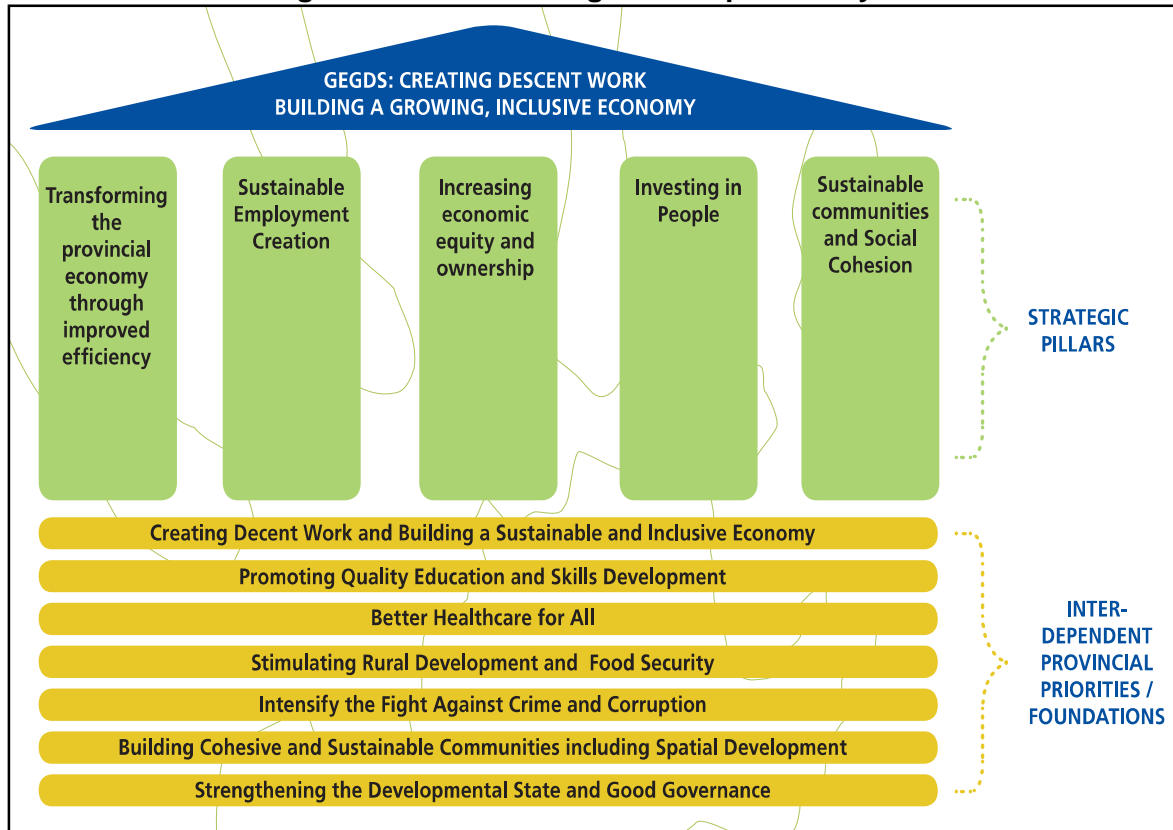 GEGDS: CREATING DESCENT WORK
BUILDING A GROWING, INCLUSIVE ECONOMY
Transforming
the
provincial
economy
through
improved
efficiency
Sustainable
Employment
Creation
Increasing
economic
equity and
ownership
Investing in
People
Sustainable
communities
and Social
Cohesion
STRATEGIC
PILLARS
Creating Decent Work and Building a Sustainable and Inclusive Economy
Promoting Quality Education and Skills Development
Better Healthcare for All
Stimulating Rural Development and Food Security
Intensify the Fight Against Crime and Corruption
Building Cohesive and Sustainable Communities including Spatial Development
Strengthening the Developmental State and Good Governance
INTER-
DEPENDENT
PROVINCIAL
PRIORITIES /
FOUNDATIONS